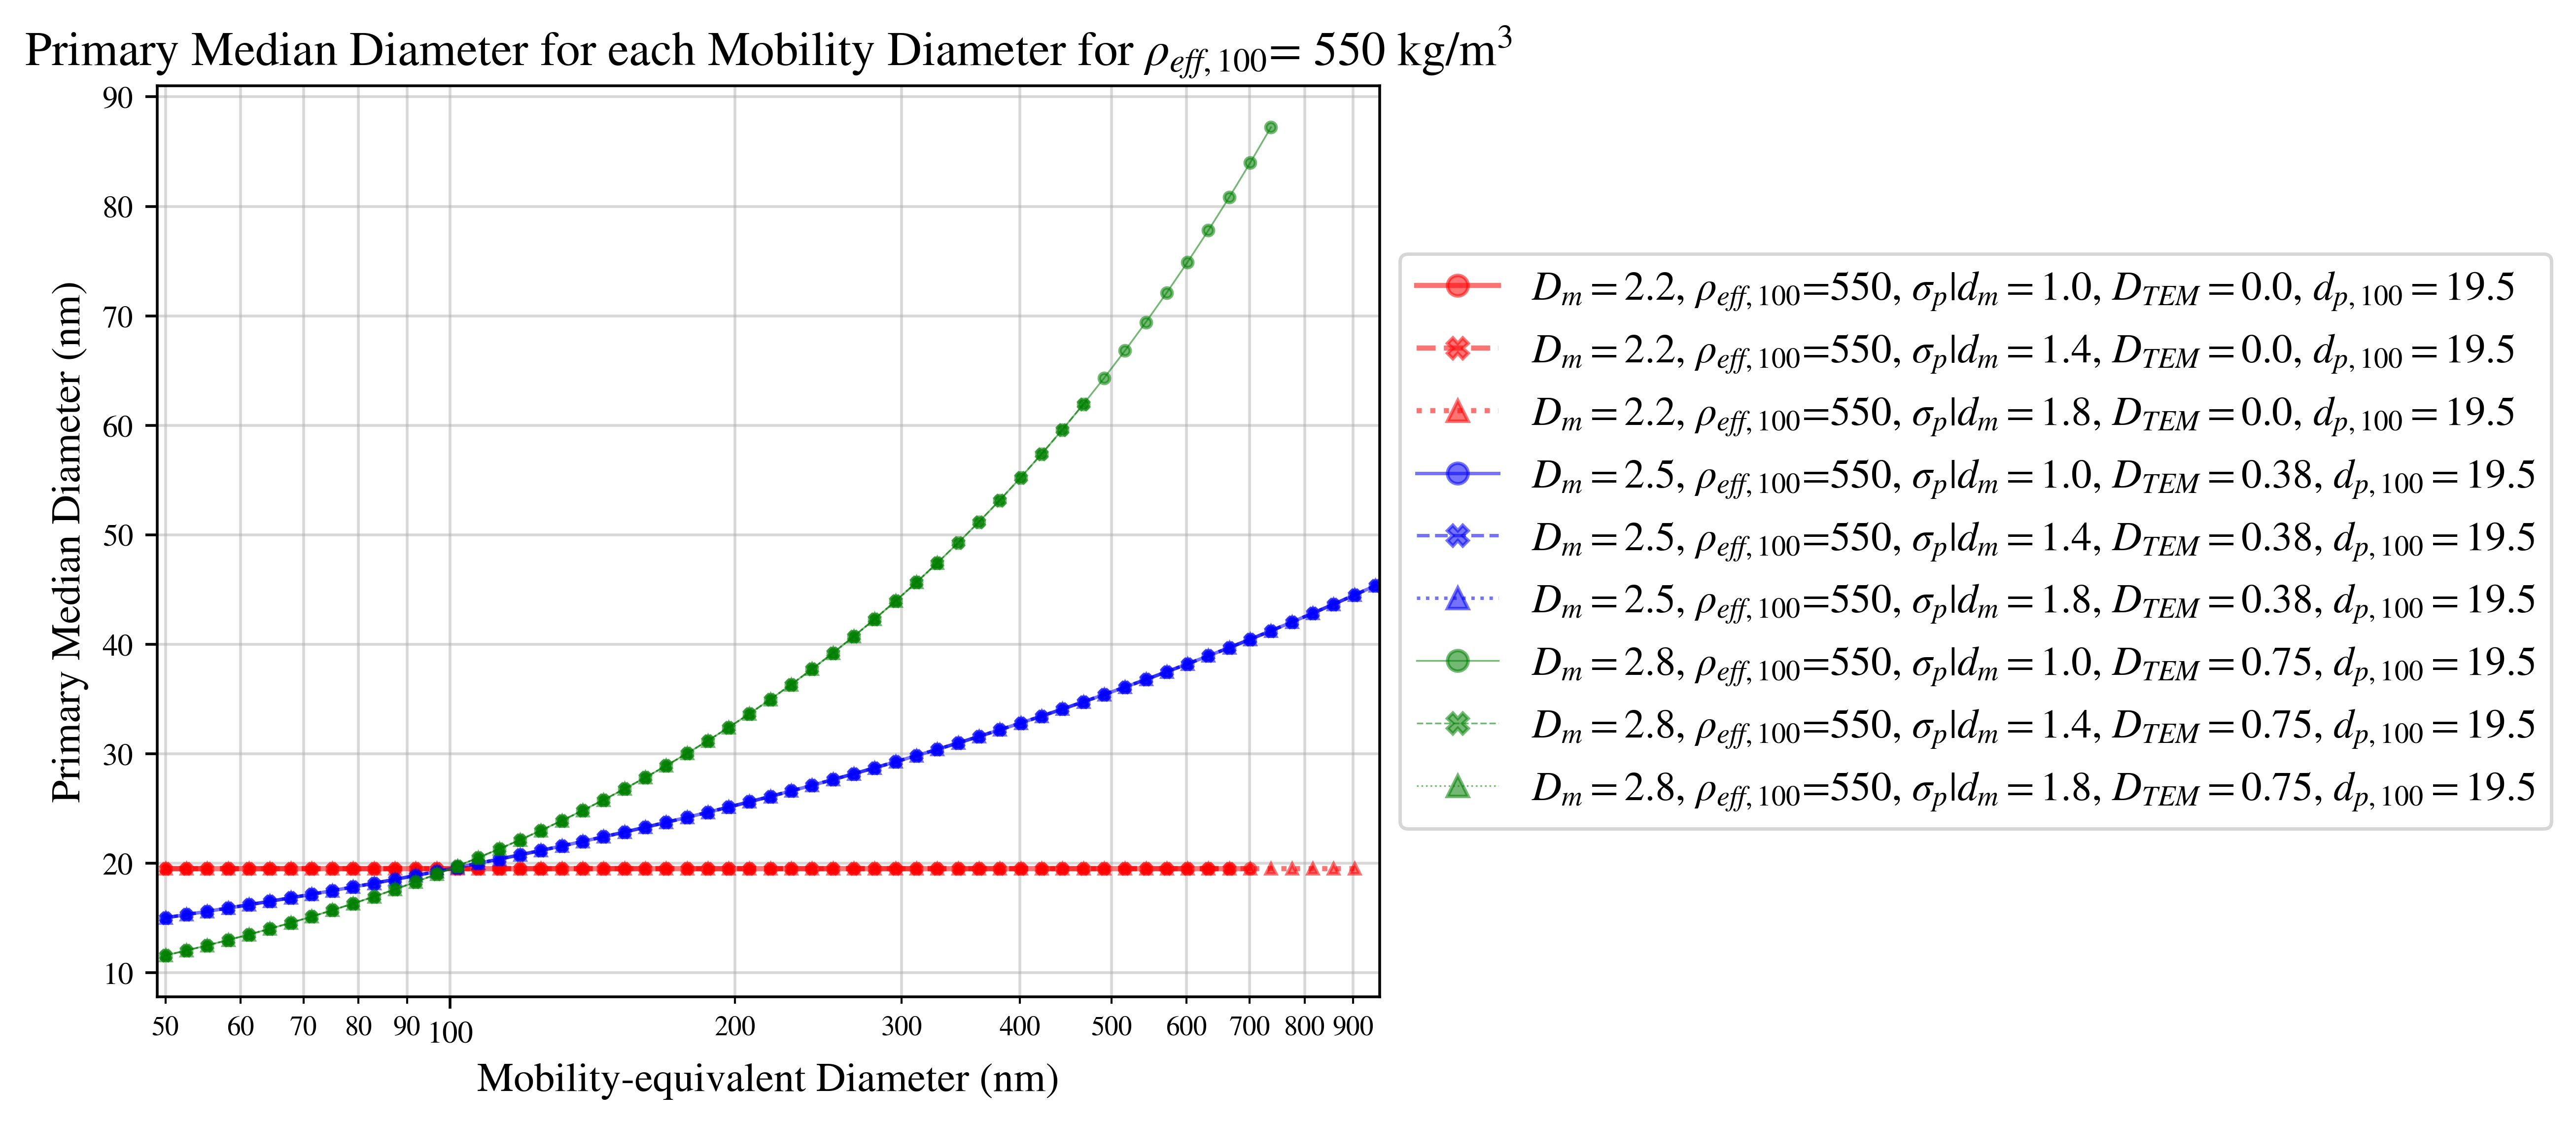 Primary Median Diameter for each Mobility Diameter for ρeff,100= 550 kg/m³
90
80
70
60
50
40
30
20
10
Primary Median Diameter (nm)
50 60 70 80 90 100 200 300 400 500 600 700 800 900
Mobility-equivalent Diameter (nm)
Dm = 2.2, ρeff,100=550, σp|dm = 1.0, DTEM = 0.0, dp,100 = 19.5
Dm = 2.2, ρeff,100=550, σp|dm = 1.4, DTEM = 0.0, dp,100 = 19.5
Dm = 2.2, ρeff,100=550, σp|dm = 1.8, DTEM = 0.0, dp,100 = 19.5
Dm = 2.5, ρeff,100=550, σp|dm = 1.0, DTEM = 0.38, dp,100 = 19.5
Dm = 2.5, ρeff,100=550, σp|dm = 1.4, DTEM = 0.38, dp,100 = 19.5
Dm = 2.5, ρeff,100=550, σp|dm = 1.8, DTEM = 0.38, dp,100 = 19.5
Dm = 2.8, ρeff,100=550, σp|dm = 1.0, DTEM = 0.75, dp,100 = 19.5
Dm = 2.8, ρeff,100=550, σp|dm = 1.4, DTEM = 0.75, dp,100 = 19.5
Dm = 2.8, ρeff,100=550, σp|dm = 1.8, DTEM = 0.75, dp,100 = 19.5